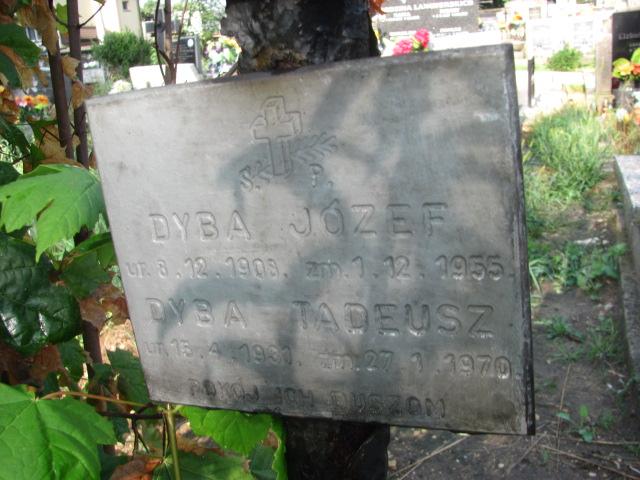 Ś. P.
DYBA JÓZEF
ur. 8. 12. 1908. zm. 1. 12. 1955.
DYBA TADEUSZ
ur. 15. 4. 1931. zm. 27. 1. 1970.
POKÓJ ICH DUSZOM